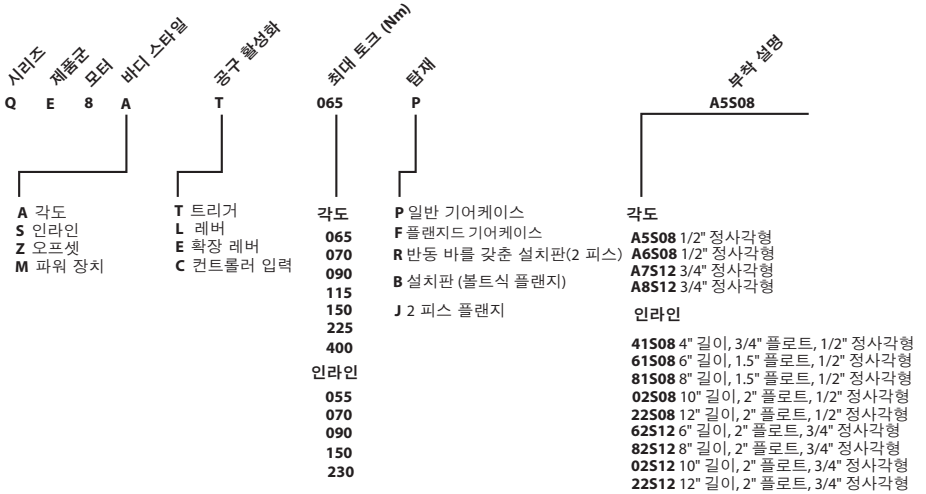 시리즈
제품군
모터
바디 스타일
공구 활성화
최대 토크 (Nm)
탑재
부착 설명
Q E 8 A T 065 P A5S08
A 각도
S 인라인
Z 오프셋
M 파워 장치
T 트리거
L 레버
E 확장 레버
C 컨트롤러 입력
각도
065
070
090
115
150
225
400
인라인
055
070
090
150
230
P 일반 기어케이스
F 플랜지드 기어케이스
R 반동 바를 갖춘 설치판(2 피스)
B 설치판 (볼트식 플랜지)
J 2 피스 플랜지
각도
A5S08 1/2" 정사각형
A6S08 1/2" 정사각형
A7S12 3/4" 정사각형
A8S12 3/4" 정사각형
인라인
41S08 4" 길이, 3/4" 플로트, 1/2" 정사각형
61S08 6" 길이, 1.5" 플로트, 1/2" 정사각형
81S08 8" 길이, 1.5" 플로트, 1/2" 정사각형
02S08 10" 길이, 2" 플로트, 1/2" 정사각형
22S08 12" 길이, 2" 플로트, 1/2" 정사각형
62S12 6" 길이, 2" 플로트, 3/4" 정사각형
82S12 8" 길이, 2" 플로트, 3/4" 정사각형
02S12 10" 길이, 2" 플로트, 3/4" 정사각형
22S12 12" 길이, 2" 플로트, 3/4" 정사각형